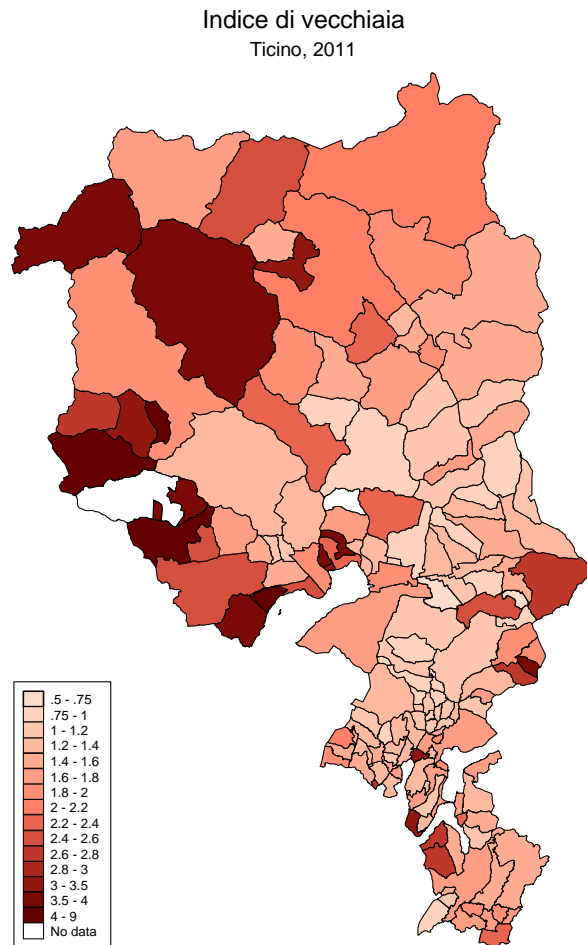 Indice di vecchiaia
Ticino, 2011
.5 - .75
.75 - 1
1 - 1.2
1.2 - 1.4
1.4 - 1.6
1.6 - 1.8
1.8 - 2
2 - 2.2
2.2 - 2.4
2.4 - 2.6
2.6 - 2.8
2.8 - 3
3 - 3.5
3.5 - 4
4 - 9
No data